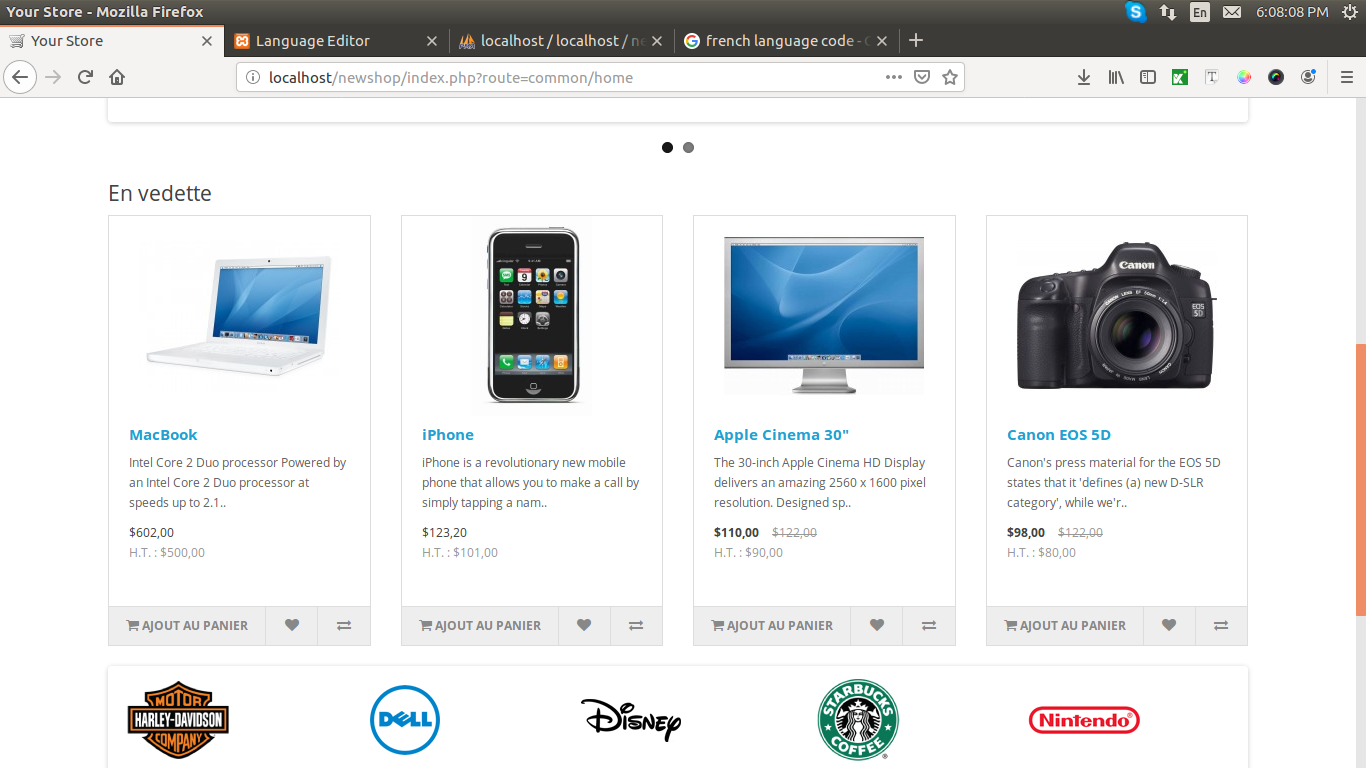 Your Store - Mozilla Firefox
En
6:08:08 PM
Your Store
Language Editor
localhost / localhost / ne
french language code - G
localhost/newshop/index.php?route=common/home
En vedette
Canon
EOS
5D
MacBook
Intel Core 2 Duo processor Powered by
an Intel Core 2 Duo processor at
speeds up to 2.1..
$602,00
H.T. : $500,00
AJOUT AU PANIER
iPhone
iPhone is a revolutionary new mobile
phone that allows you to make a call by
simply tapping a nam..
$123,20
H.T. : $101,00
AJOUT AU PANIER
Apple Cinema 30"
The 30-inch Apple Cinema HD Display
delivers an amazing 2560 x 1600 pixel
resolution. Designed sp..
$110,00 $122,00
H.T. : $90,00
AJOUT AU PANIER
Canon EOS 5D
Canon's press material for the EOS 5D
states that it 'defines (a) new D-SLR
category', while we'r..
$98,00 $122,00
H.T. : $80,00
AJOUT AU PANIER
MOTOR
HARLEY-DAVIDSON
COMPANY
DELL
Disney
STARBUCKS
COFFEE
Nintendo